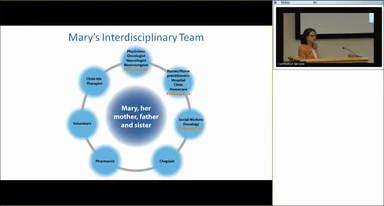 Mary's Interdisciplinary Team
Physicians
Oncologist
Neurologist
Neurosurgeon
Nurses/Nurse
practitioners
Hospital
Clinic
Homecare
Social Workers
Oncology
Chaplain
Pharmacist
Volunteers
Child life
Therapist
Mary, her
mother, father
and sister